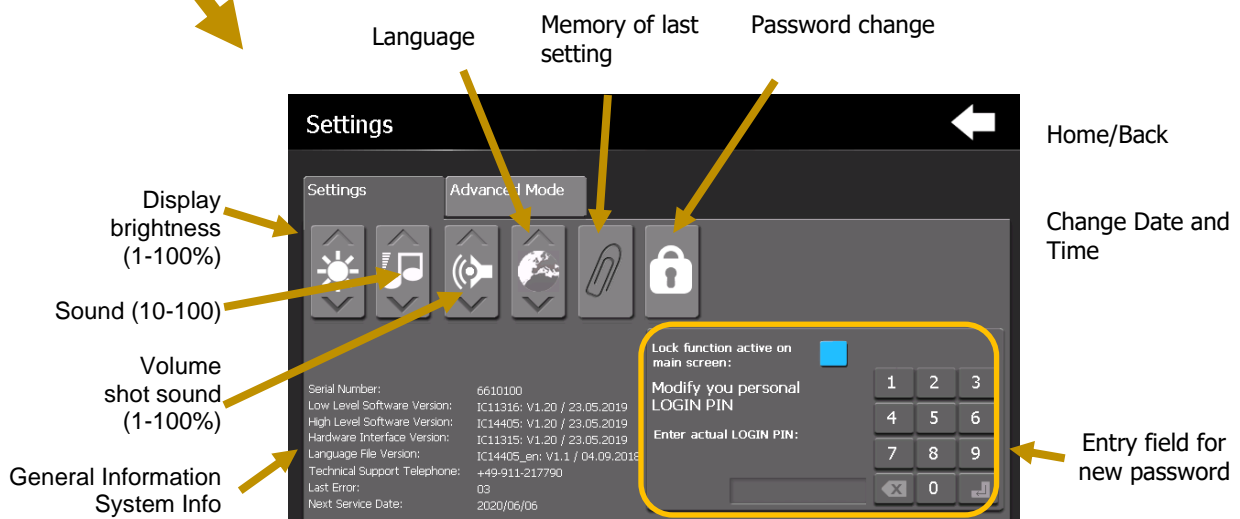 Language
Memory of last
setting
Password change
Settings
Home/Back
Settings
Advanced Mode
Display
brightness
(1-100%)
Change Date and
Time
Sound (10-100)
Volume
shot sound
(1-100%)
Lock function active on
main screen:
Modify you personal
LOGIN PIN
Enter actual LOGIN PIN:
1 2 3
4 5 6
7 8 9
0
Serial Number: 6610100
Low Level Software Version: IC11316: V1.20 / 23.05.2019
High Level Software Version: IC14405: V1.20 / 23.05.2019
Hardware Interface Version: IC11315: V1.20 / 23.05.2019
Language File Version: IC14405_en: V1.1 / 04.09.2018
Technical Support Telephone: +49-911-217790
Last Error: 03
Next Service Date: 2020/06/06
Entry field for
new password
General Information
System Info